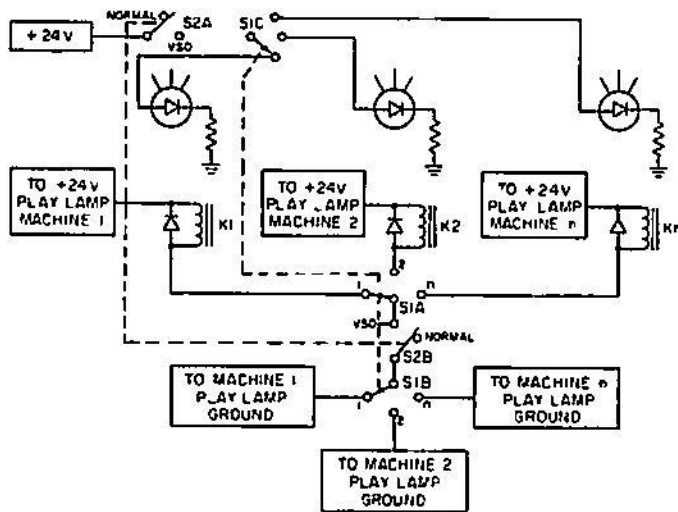 NORMAL
S2A
S1C
+ 24V
VSO
TO +24V
PLAY LAMP
MACHINE 1
K1
TO +24V
PLAY LAMP
MACHINE 2
K2
TO +24V
PLAY LAMP
MACHINE n
Kn
2
1
n
S1A
VSO
NORMAL
S2B
TO MACHINE 1
PLAY LAMP
GROUND
S1B
1
n
2
TO MACHINE n
PLAY LAMP
GROUND
TO MACHINE 2
PLAY LAMP
GROUND